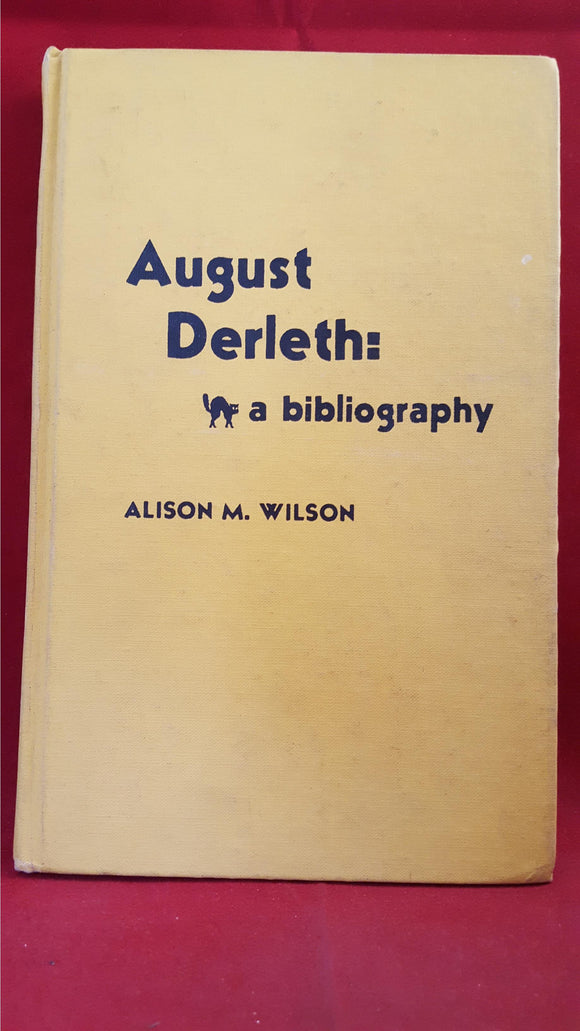 August
Derleth:
a bibliography
ALISON M. WILSON